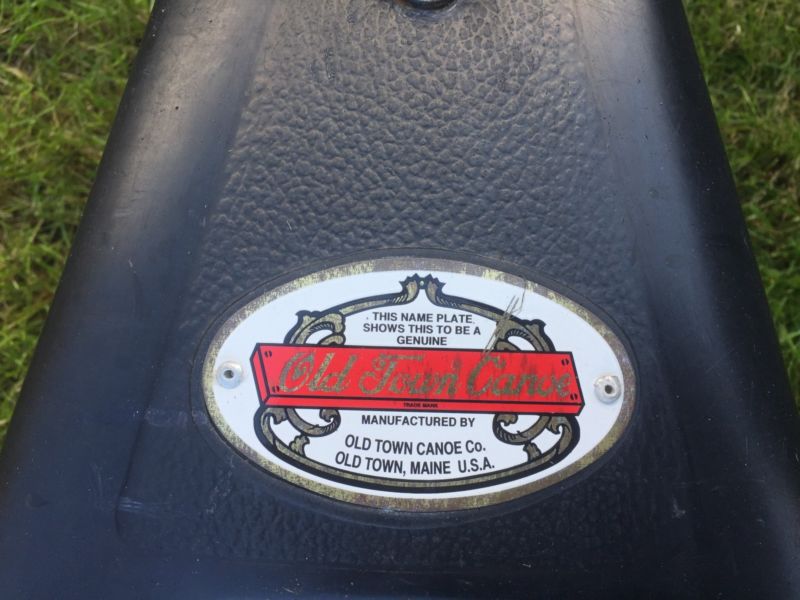 THIS NAME PLATE
SHOWS THIS TO BE A
GENUINE
Old Town Canoe
TRADE MARK
MANUFACTURED BY
OLD TOWN CANOE Co.
OLD TOWN, MAINE U.S.A.